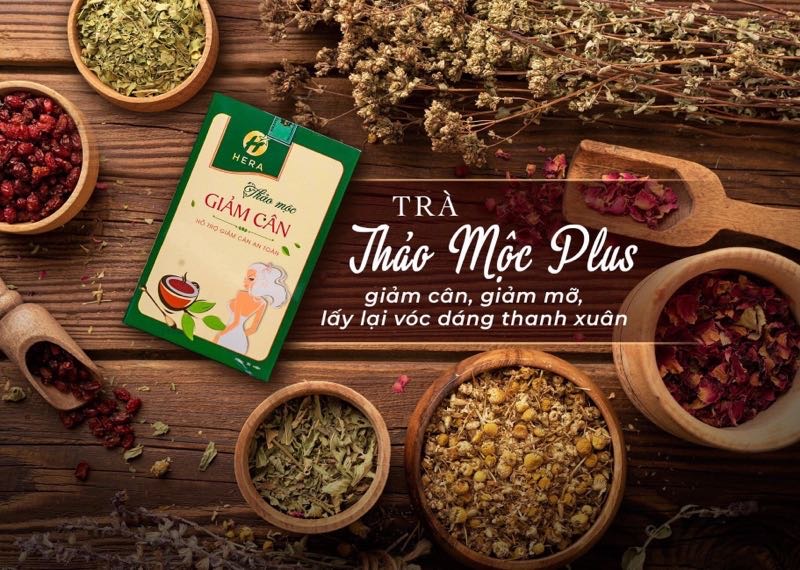 HERA
Thảo mộc
GIẢM CÂN
HỖ TRỢ GIẢM CÂN AN TOÀN
TRÀ
Thảo Mộc Plus
giảm cân, giảm mỡ,
lấy lại vóc dáng thanh xuân